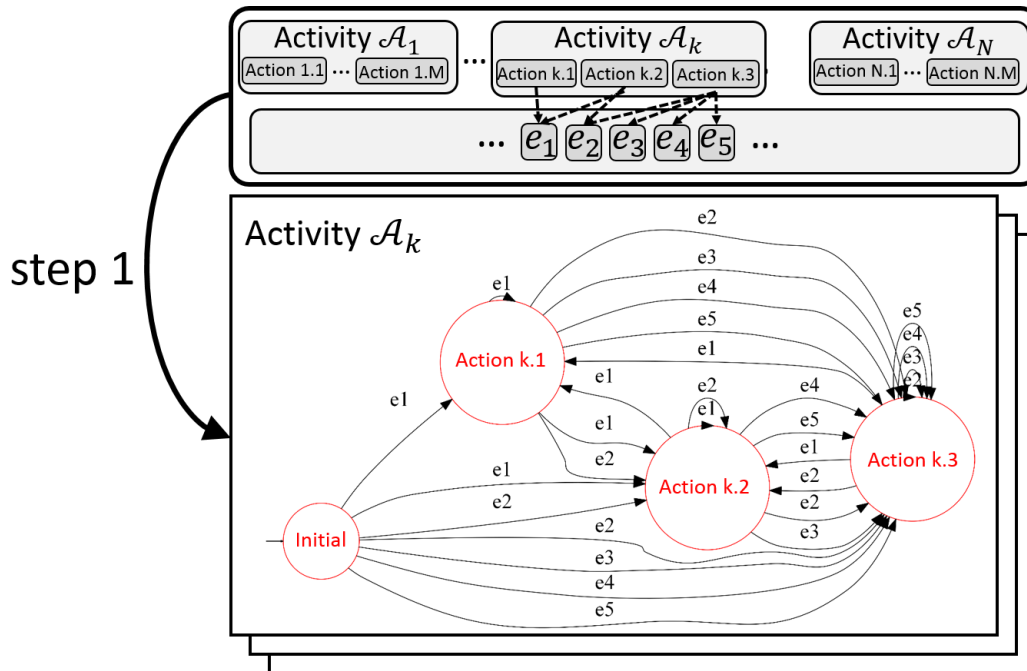 Activity 𝒜₁
Action 1.1 ... Action 1.M
...
Activity 𝒜ₖ
Action k.1 Action k.2 Action k.3
Activity 𝒜_N
Action N.1 ... Action N.M
... e₁ e₂ e₃ e₄ e₅ ...
step 1
Activity 𝒜ₖ
e2
e3
e4
e5
e1
e1
Action k.1
e1
e1
e1
e2
e2
e1
Action k.2
e4
e5
e1
e2
e2
e3
e5
e4
e3
e2
Action k.3
Initial
e1
e2
e2
e3
e4
e5